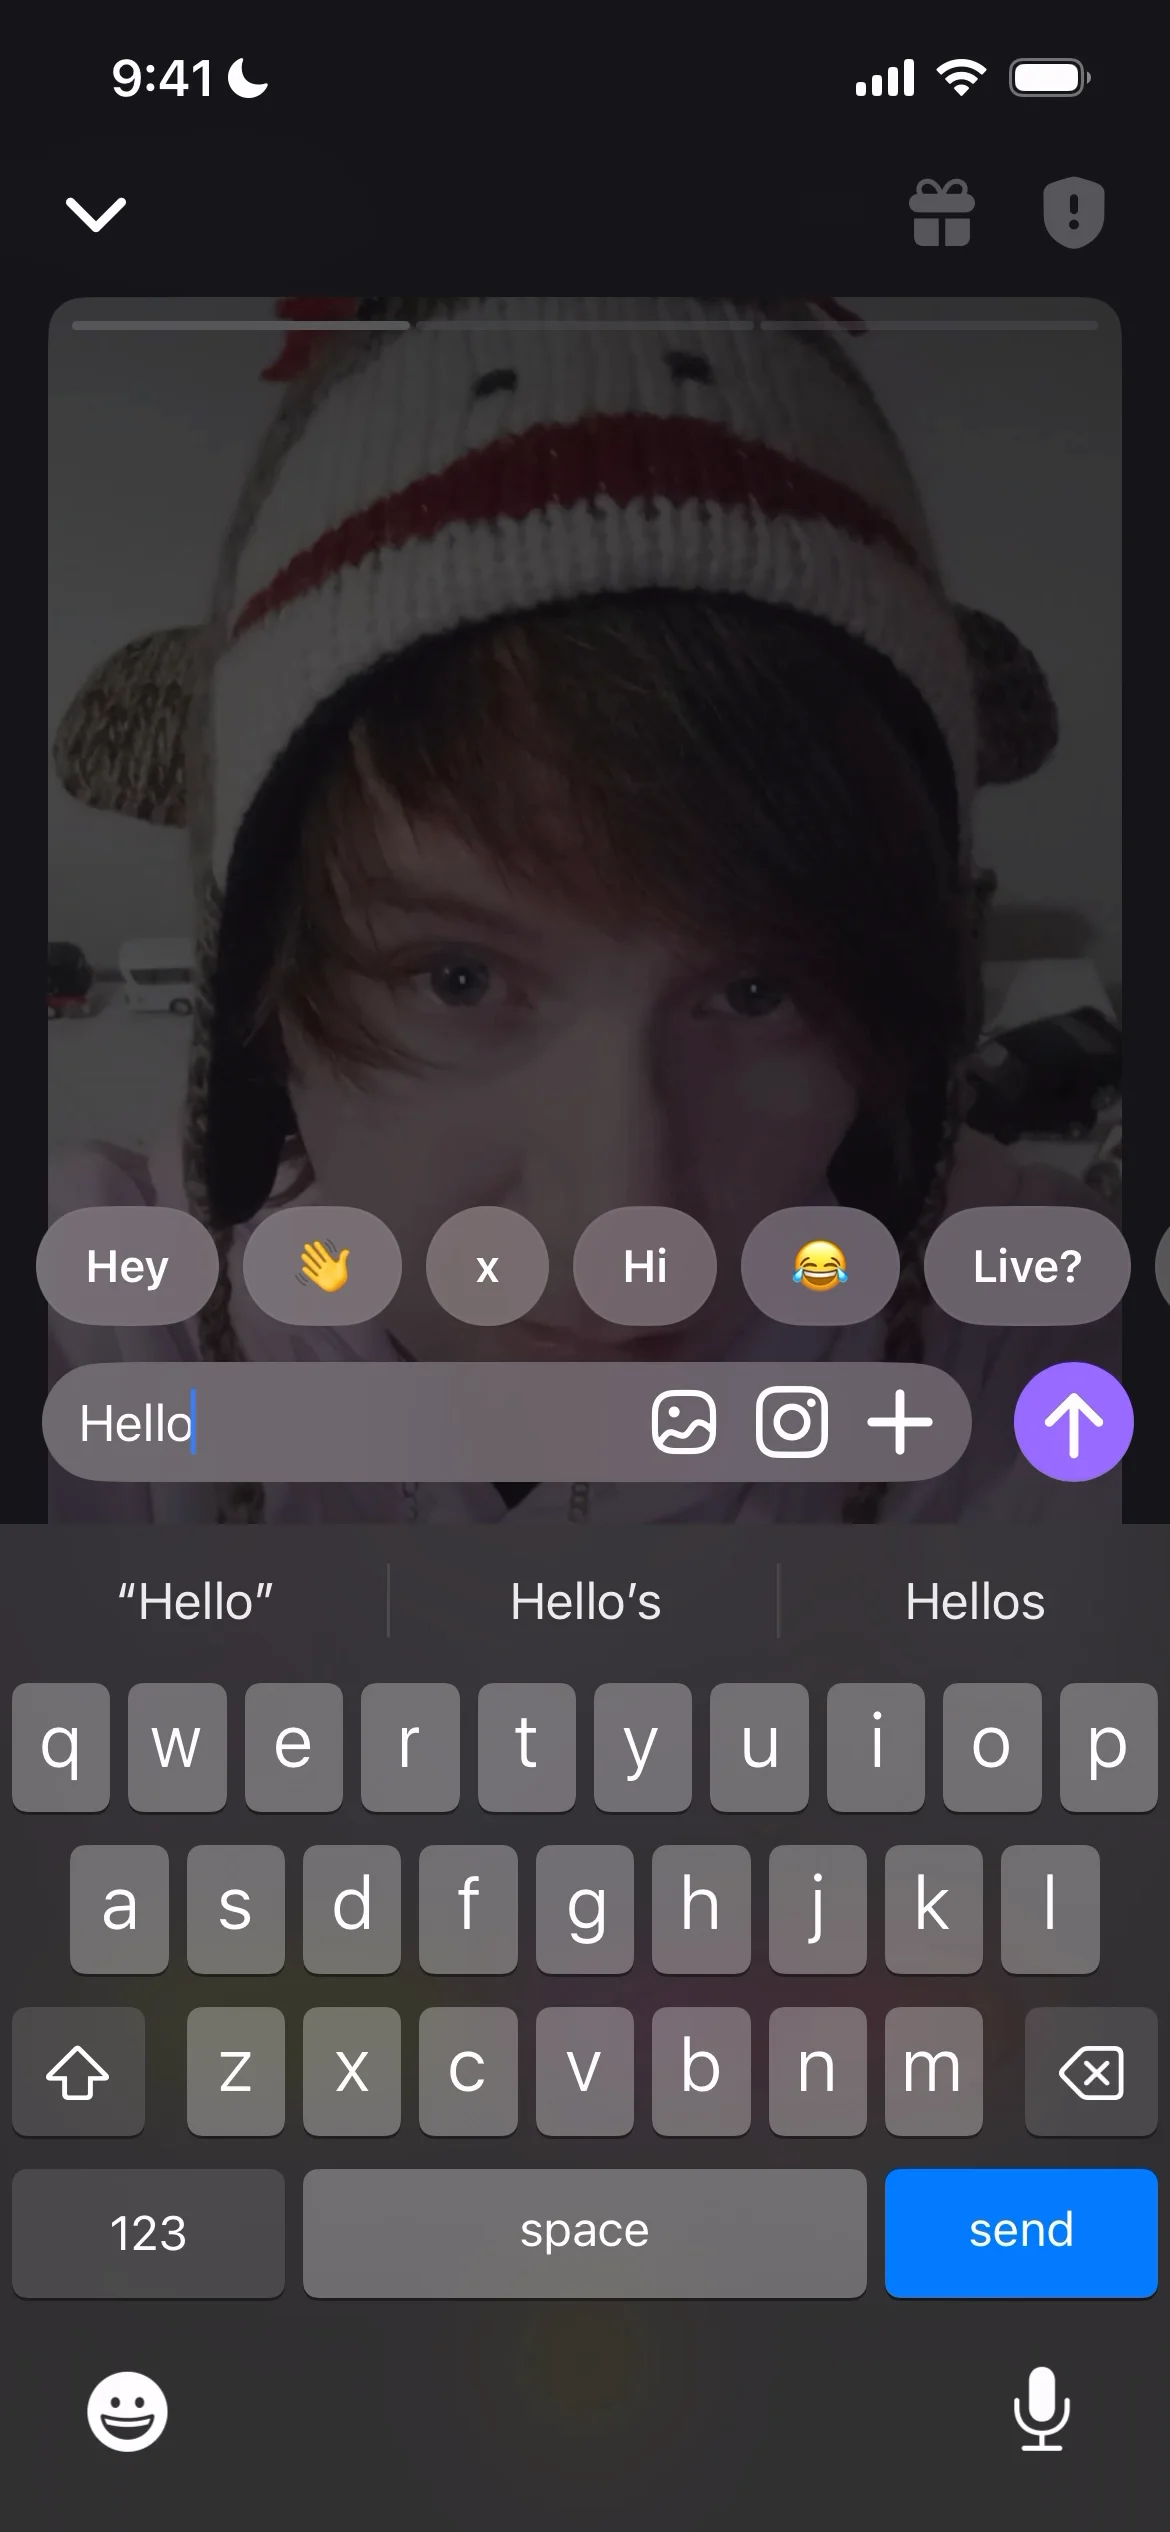 9:41
Hey 👋 x Hi 😂 Live?
Hello
“Hello” Hello’s Hellos
q w e r t y u i o p
a s d f g h j k l
z x c v b n m
123 space send